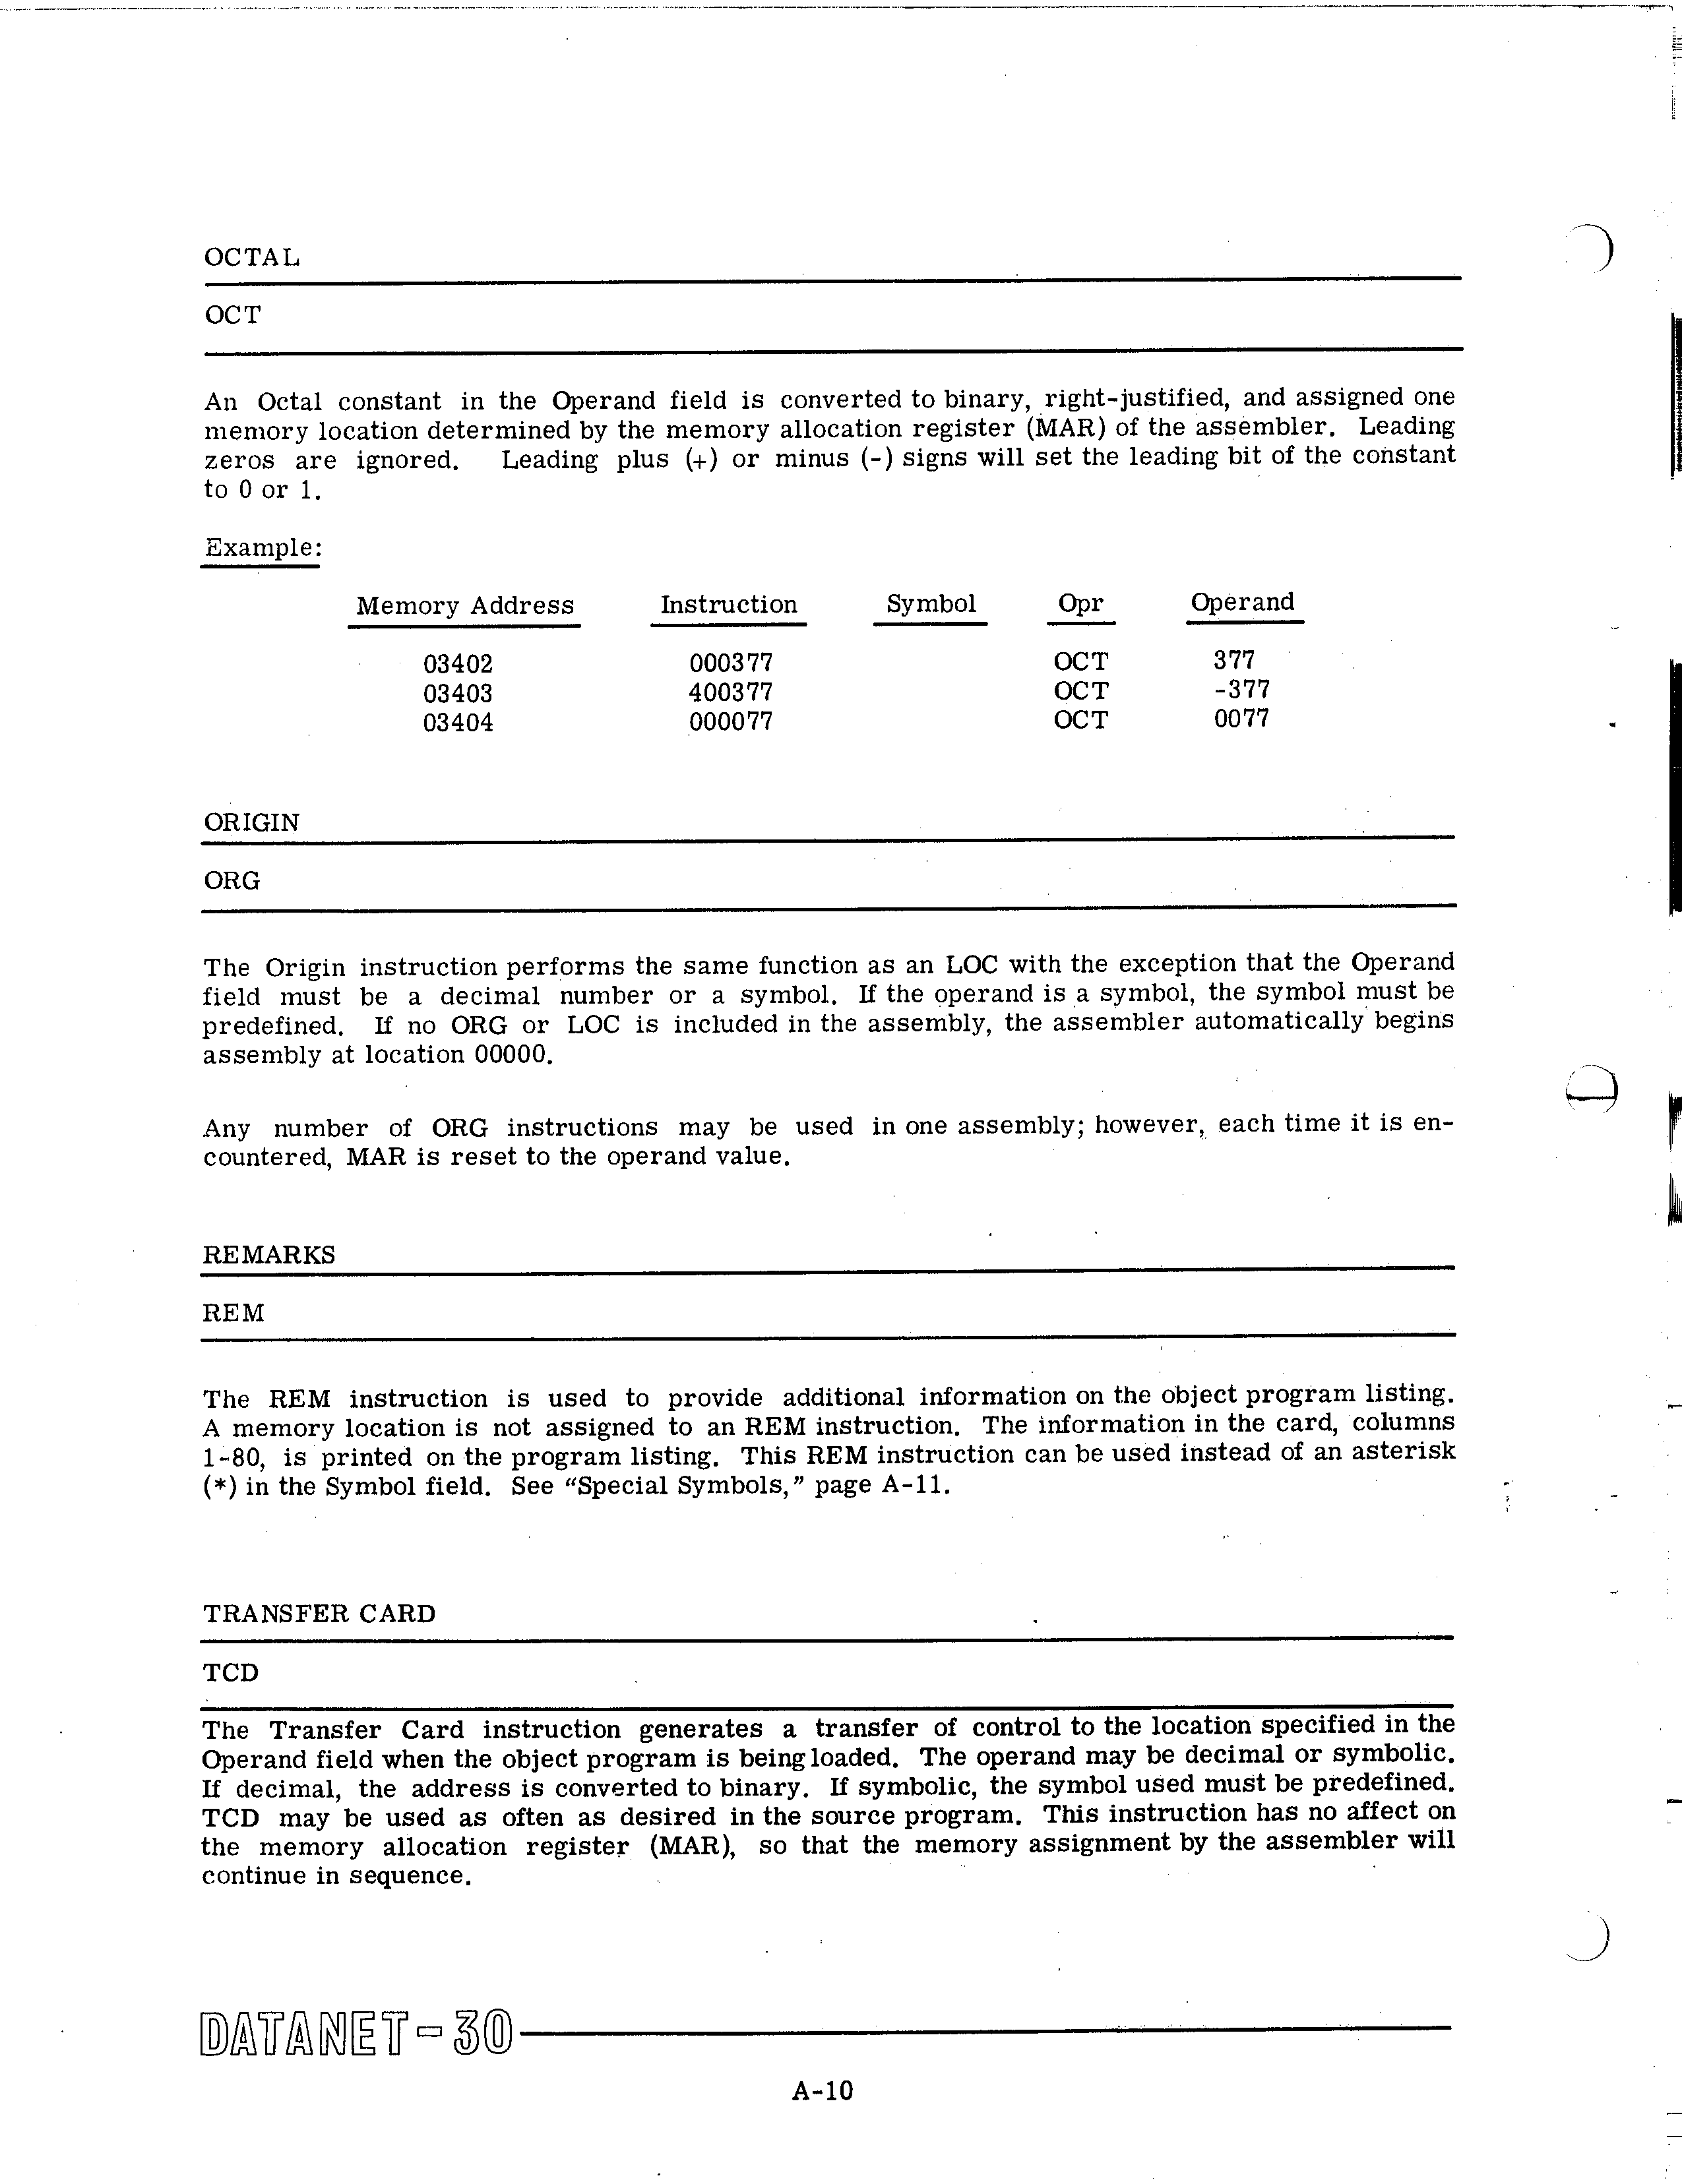 OCTAL
OCT
An Octal constant in the Operand field is converted to binary, right-justified, and assigned one
memory location determined by the memory allocation register (MAR) of the assembler. Leading
zeros are ignored. Leading plus (+) or minus (-) signs will set the leading bit of the constant
to 0 or 1.
Example:
Memory Address Instruction Symbol Opr Operand
03402 000377 OCT 377
03403 400377 OCT -377
03404 000077 OCT 0077
ORIGIN
ORG
The Origin instruction performs the same function as an LOC with the exception that the Operand
field must be a decimal number or a symbol. If the operand is a symbol, the symbol must be
predefined. If no ORG or LOC is included in the assembly, the assembler automatically begins
assembly at location 00000.
Any number of ORG instructions may be used in one assembly; however, each time it is en-
countered, MAR is reset to the operand value.
REMARKS
REM
The REM instruction is used to provide additional information on the object program listing.
A memory location is not assigned to an REM instruction. The information in the card, columns
1-80, is printed on the program listing. This REM instruction can be used instead of an asterisk
(*) in the Symbol field. See “Special Symbols,” page A-11.
TRANSFER CARD
TCD
The Transfer Card instruction generates a transfer of control to the location specified in the
Operand field when the object program is being loaded. The operand may be decimal or symbolic.
If decimal, the address is converted to binary. If symbolic, the symbol used must be predefined.
TCD may be used as often as desired in the source program. This instruction has no affect on
the memory allocation register (MAR), so that the memory assignment by the assembler will
continue in sequence.
DATANET-30
A-10